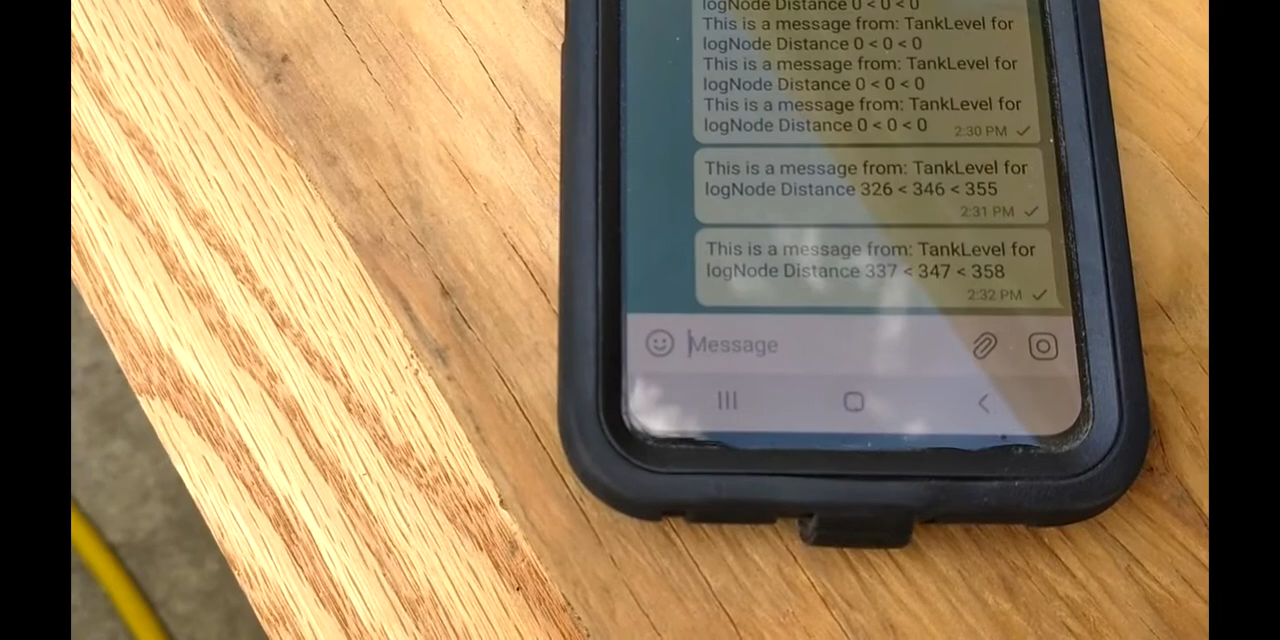 logNode Distance 0 < 0 < 0
This is a message from: TankLevel for
logNode Distance 0 < 0 < 0
This is a message from: TankLevel for
logNode Distance 0 < 0 < 0
This is a message from: TankLevel for
logNode Distance 0 < 0 < 0
2:30 PM
This is a message from: TankLevel for
logNode Distance 326 < 346 < 355
2:31 PM
This is a message from: TankLevel for
logNode Distance 337 < 347 < 358
2:32 PM
Message